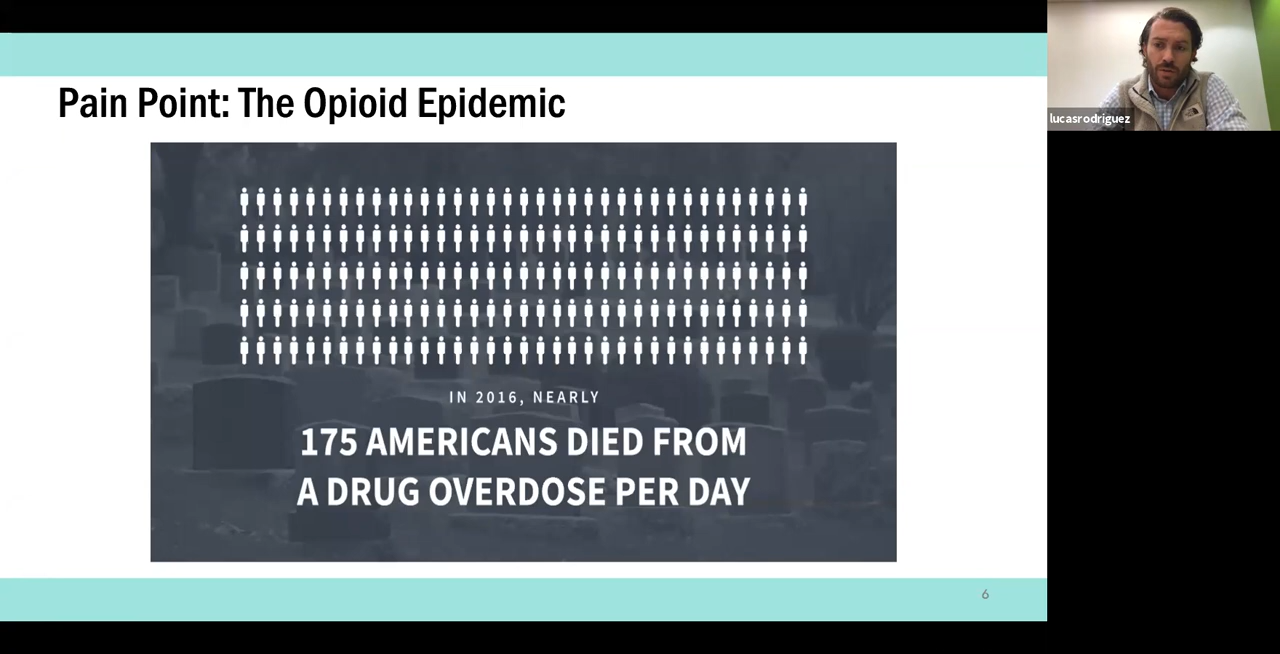 Pain Point: The Opioid Epidemic
IN 2016, NEARLY
175 AMERICANS DIED FROM
A DRUG OVERDOSE PER DAY
6
lucasrodriguez